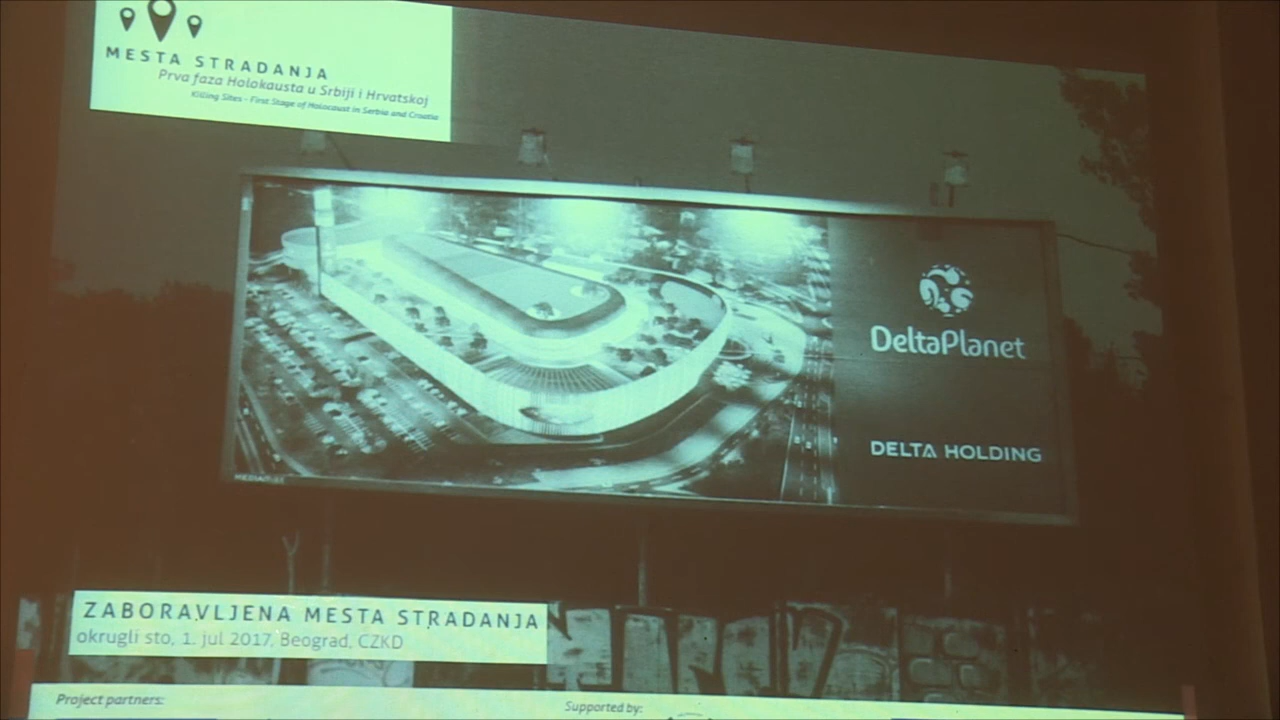 MESTA STRADANJA
Prva faza Holokausta u Srbiji i Hrvatskoj
Killing Sites - First Stage of Holocaust in Serbia and Croatia
DeltaPlanet
DELTA HOLDING
ZABORAVLJENA MESTA STRADANJA
okrugli sto, 1. jul 2017, Beograd, CZKD
Project partners:
Supported by: